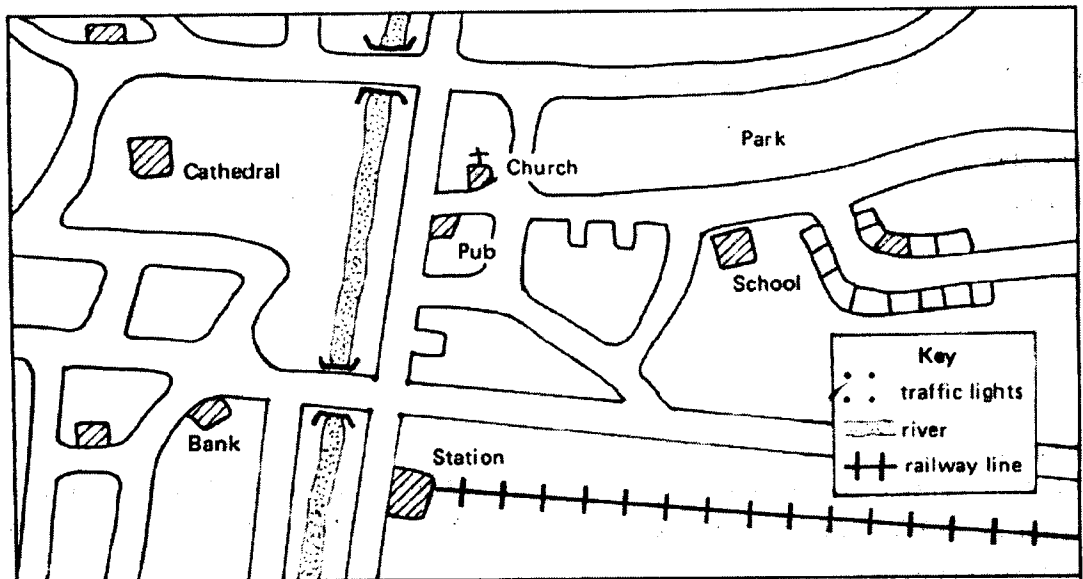 Park
Church
Cathedral
Pub
School
Key
traffic lights
river
railway line
Bank
Station